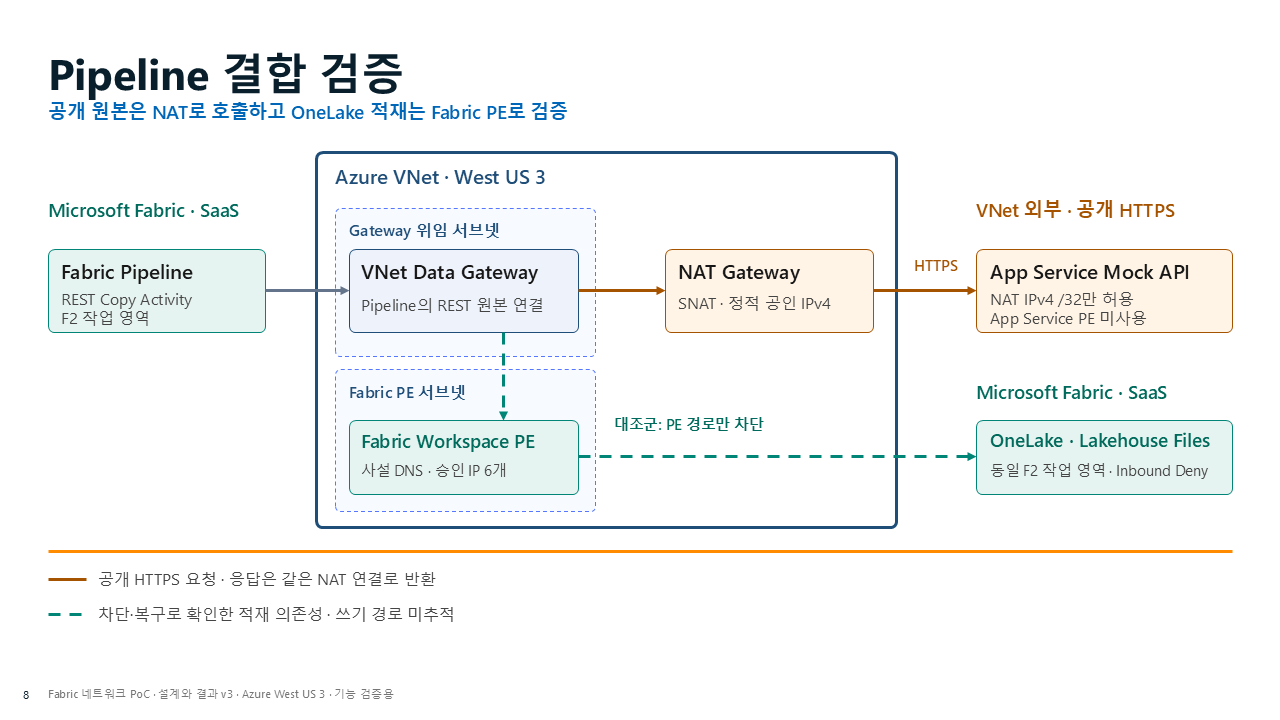 Pipeline 결합 검증
공개 원본은 NAT로 호출하고 OneLake 적재는 Fabric PE로 검증
Azure VNet · West US 3
Microsoft Fabric · SaaS
VNet 외부 · 공개 HTTPS
Gateway 위임 서브넷
Fabric Pipeline
REST Copy Activity
F2 작업 영역
VNet Data Gateway
Pipeline의 REST 원본 연결
NAT Gateway
SNAT · 정적 공인 IPv4
HTTPS
App Service Mock API
NAT IPv4 /32만 허용
App Service PE 미사용
Fabric PE 서브넷
Microsoft Fabric · SaaS
대조군: PE 경로만 차단
Fabric Workspace PE
사설 DNS · 승인 IP 6개
OneLake · Lakehouse Files
동일 F2 작업 영역 · Inbound Deny
공개 HTTPS 요청 · 응답은 같은 NAT 연결로 반환
차단·복구로 확인한 적재 의존성 · 쓰기 경로 미추적
8 Fabric 네트워크 PoC · 설계와 결과 v3 · Azure West US 3 · 기능 검증용